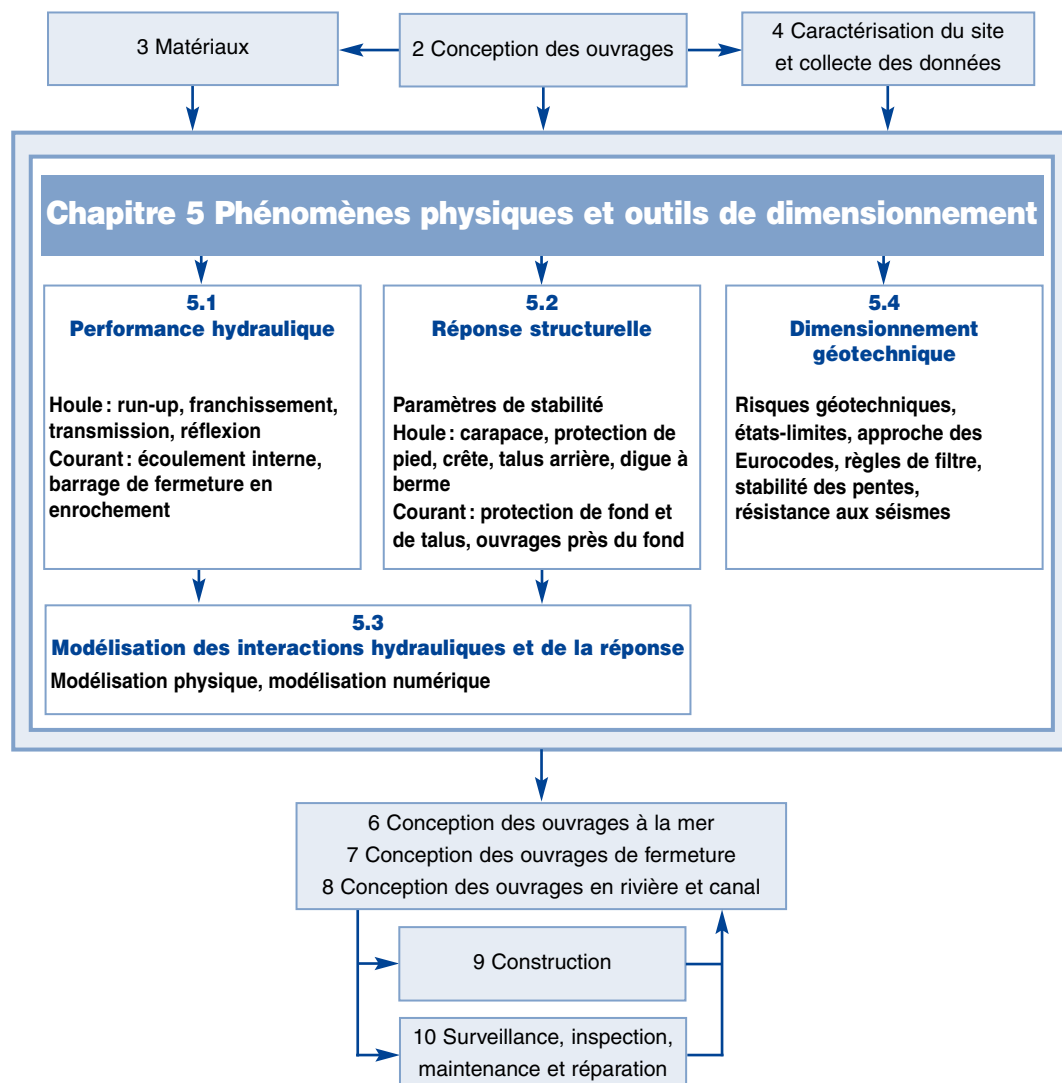 3 Matériaux
2 Conception des ouvrages
4 Caractérisation du site
et collecte des données
Chapitre 5 Phénomènes physiques et outils de dimensionnement
5.1
Performance hydraulique
Houle : run-up, franchissement,
transmission, réflexion
Courant : écoulement interne,
barrage de fermeture en
enrochement
5.2
Réponse structurelle
Paramètres de stabilité
Houle : carapace, protection de
pied, crête, talus arrière, digue à
berme
Courant : protection de fond et
de talus, ouvrages près du fond
5.4
Dimensionnement
géotechnique
Risques géotechniques,
états-limites, approche des
Eurocodes, règles de filtre,
stabilité des pentes,
résistance aux séismes
5.3
Modélisation des interactions hydrauliques et de la réponse
Modélisation physique, modélisation numérique
6 Conception des ouvrages à la mer
7 Conception des ouvrages de fermeture
8 Conception des ouvrages en rivière et canal
9 Construction
10 Surveillance, inspection,
maintenance et réparation